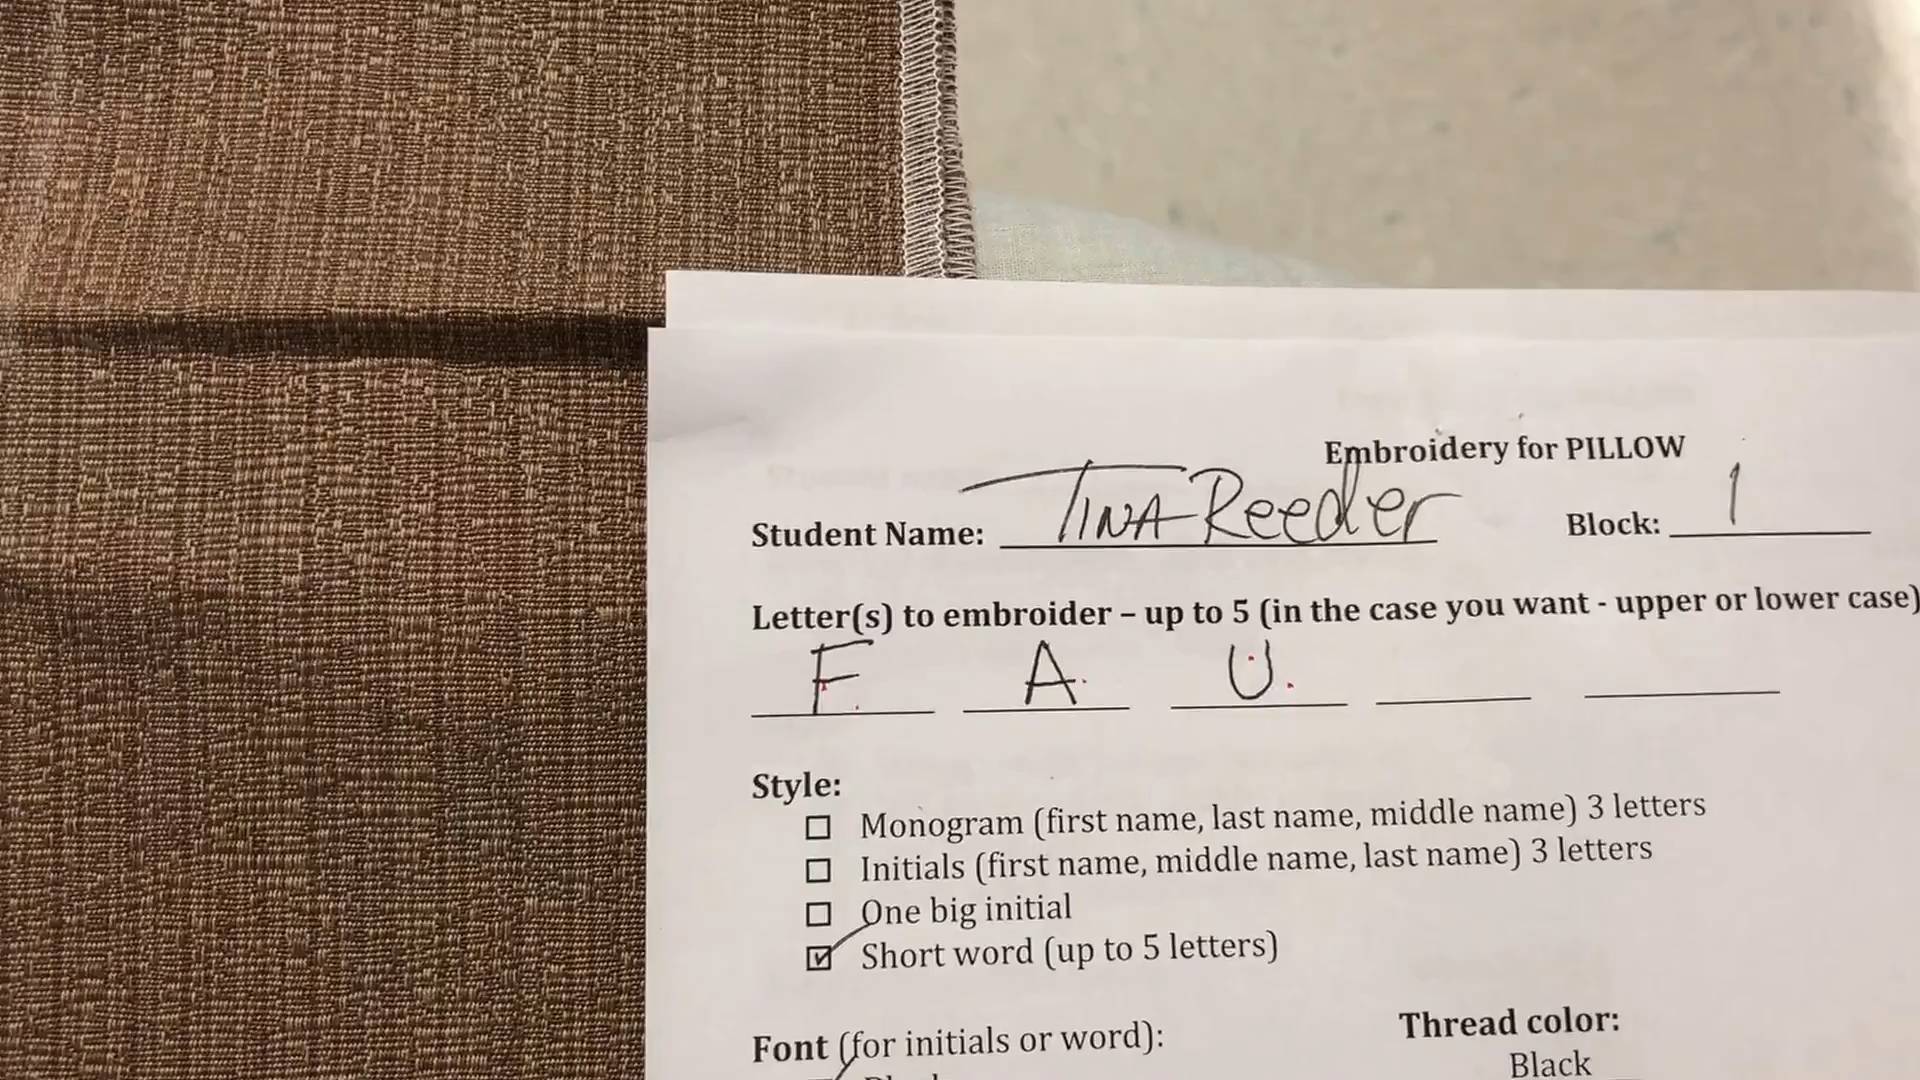 Embroidery for PILLOW
Student Name: TINA Reeder Block: 1
Letter(s) to embroider – up to 5 (in the case you want - upper or lower case)
F. A. U.
Style:
Monogram (first name, last name, middle name) 3 letters
Initials (first name, middle name, last name) 3 letters
One big initial
Short word (up to 5 letters)
Font (for initials or word):
Thread color:
Black